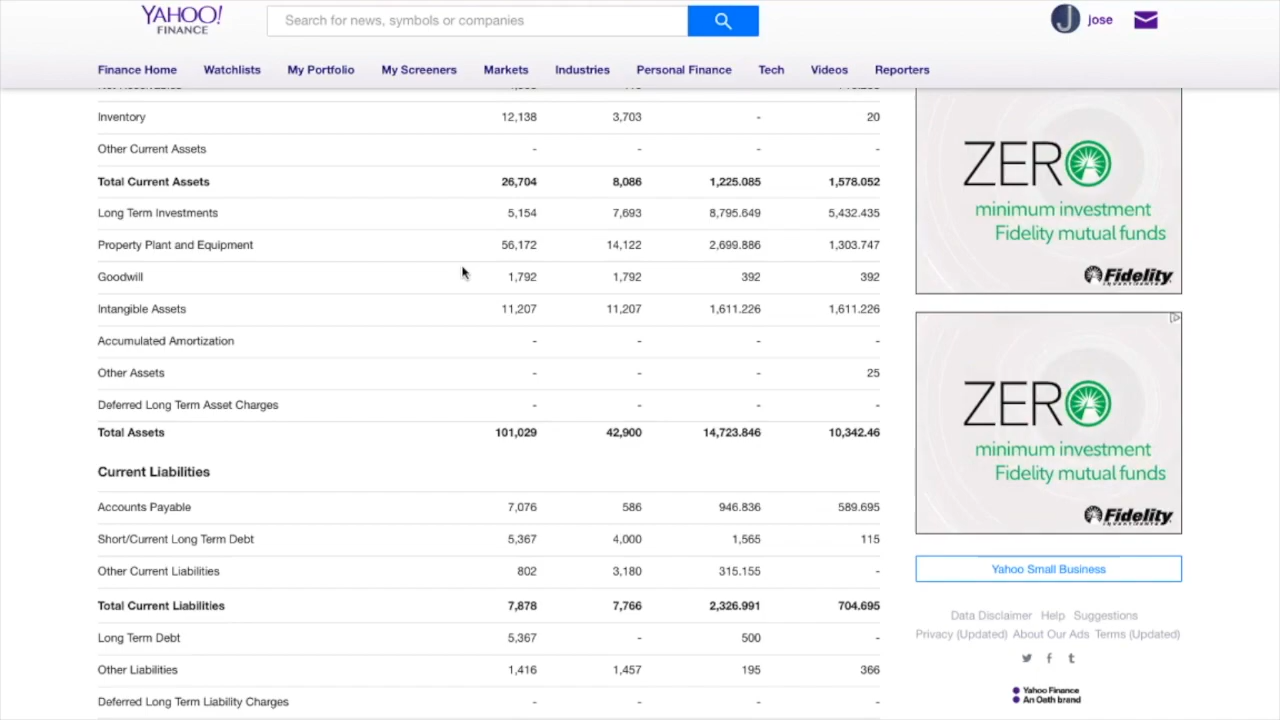 YAHOO!
FINANCE
Search for news, symbols or companies
J jose
Finance Home Watchlists My Portfolio My Screeners Markets Industries Personal Finance Tech Videos Reporters
Inventory 12,138 3,703 - 20
Other Current Assets - - - -
Total Current Assets 26,704 8,086 1,225.085 1,578.052
Long Term Investments 5,154 7,693 8,795.649 5,432.435
Property Plant and Equipment 56,172 14,122 2,699.886 1,303.747
Goodwill 1,792 1,792 392 392
Intangible Assets 11,207 11,207 1,611.226 1,611.226
Accumulated Amortization - - - -
Other Assets - - - 25
Deferred Long Term Asset Charges - - - -
Total Assets 101,029 42,900 14,723.846 10,342.46
Current Liabilities
Accounts Payable 7,076 586 946.836 589.695
Short/Current Long Term Debt 5,367 4,000 1,565 115
Other Current Liabilities 802 3,180 315.155 -
Total Current Liabilities 7,878 7,766 2,326.991 704.695
Long Term Debt 5,367 - 500 -
Other Liabilities 1,416 1,457 195 366
Deferred Long Term Liability Charges - - - -
ZERO
minimum investment
Fidelity mutual funds
Fidelity
INVESTMENTS
ZERO
minimum investment
Fidelity mutual funds
Fidelity
INVESTMENTS
Yahoo Small Business
Data Disclaimer Help Suggestions
Privacy (Updated) About Our Ads Terms (Updated)
Yahoo Finance
An Oath brand